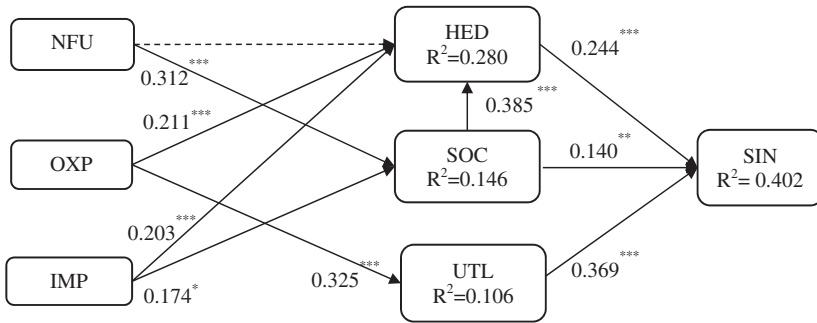 NFU
HED
R²=0.280
0.244***
0.312***
0.211***
0.385***
OXP
SOC
R²=0.146
0.140**
SIN
R²= 0.402
0.203***
IMP
0.174*
0.325***
UTL
R²=0.106
0.369***